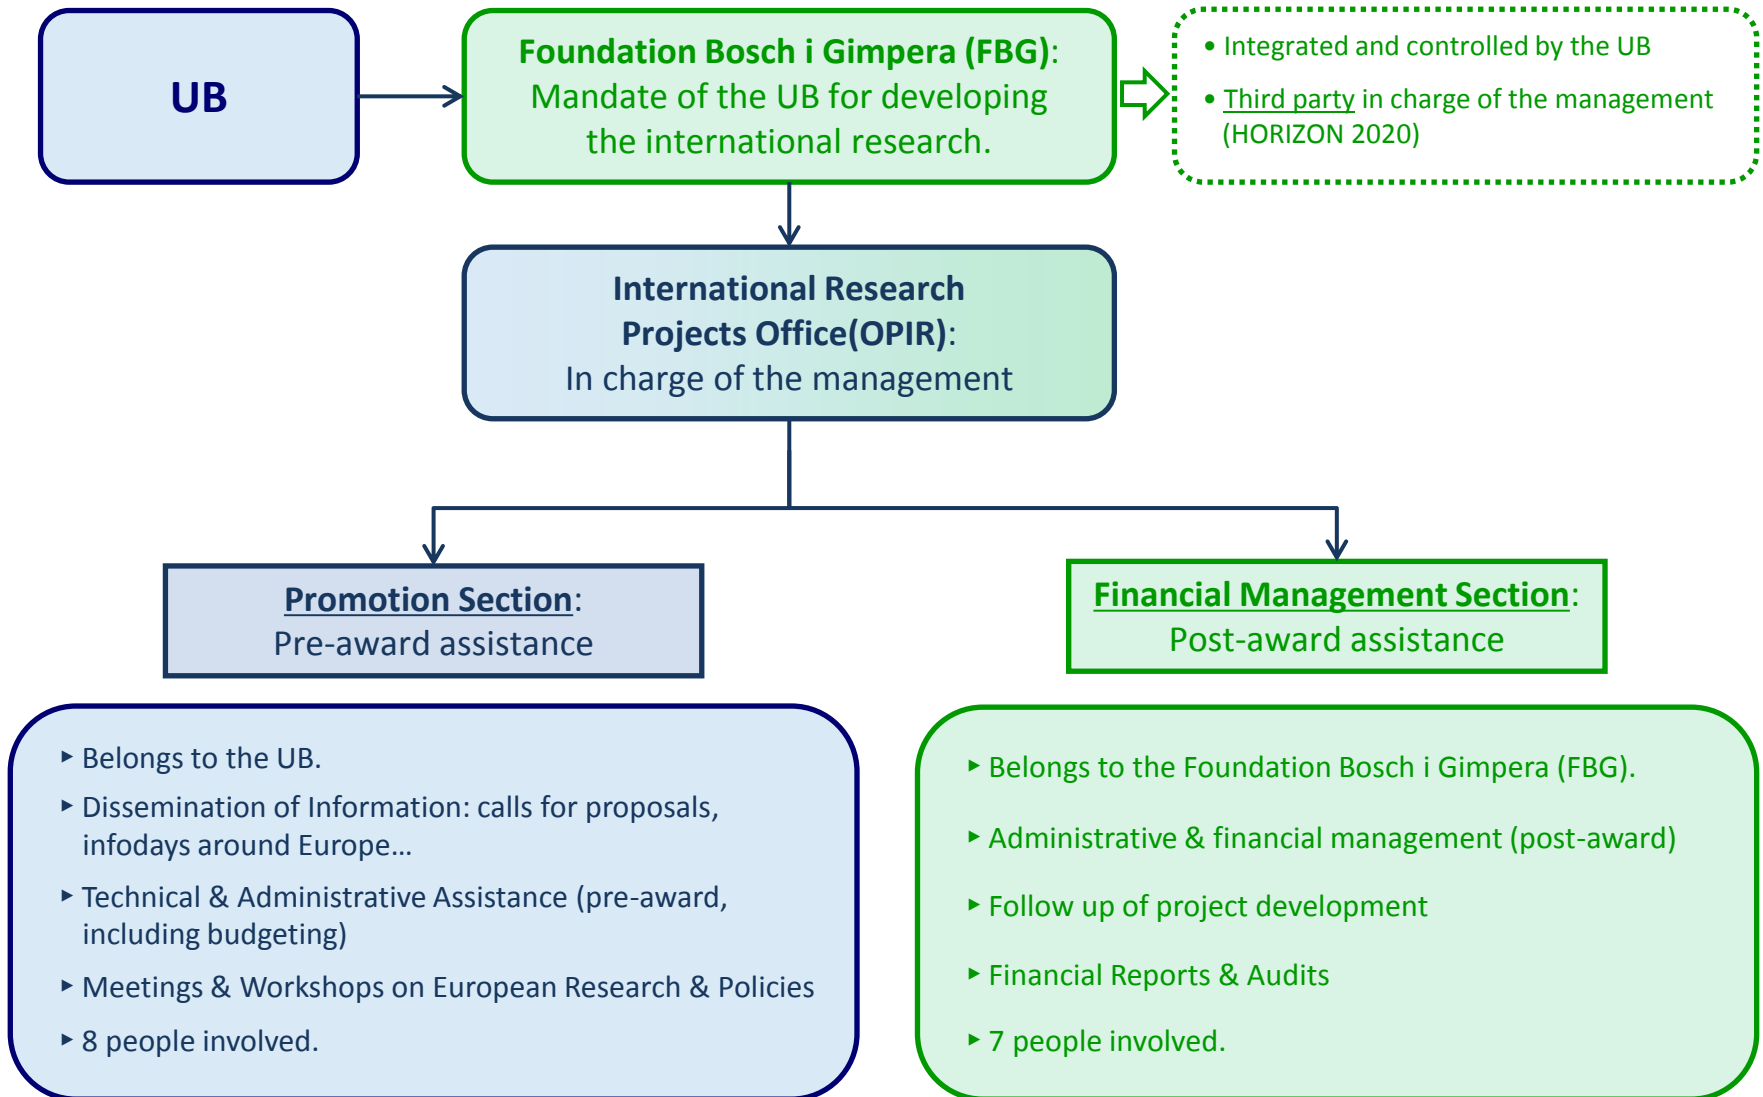 UB
Foundation Bosch i Gimpera (FBG):
Mandate of the UB for developing
the international research.
• Integrated and controlled by the UB
• Third party in charge of the management
(HORIZON 2020)
International Research
Projects Office(OPIR):
In charge of the management
Promotion Section:
Pre-award assistance
Financial Management Section:
Post-award assistance
▸ Belongs to the UB.
▸ Dissemination of Information: calls for proposals,
infodays around Europe…
▸ Technical & Administrative Assistance (pre-award,
including budgeting)
▸ Meetings & Workshops on European Research & Policies
▸ 8 people involved.
▸ Belongs to the Foundation Bosch i Gimpera (FBG).
▸ Administrative & financial management (post-award)
▸ Follow up of project development
▸ Financial Reports & Audits
▸ 7 people involved.